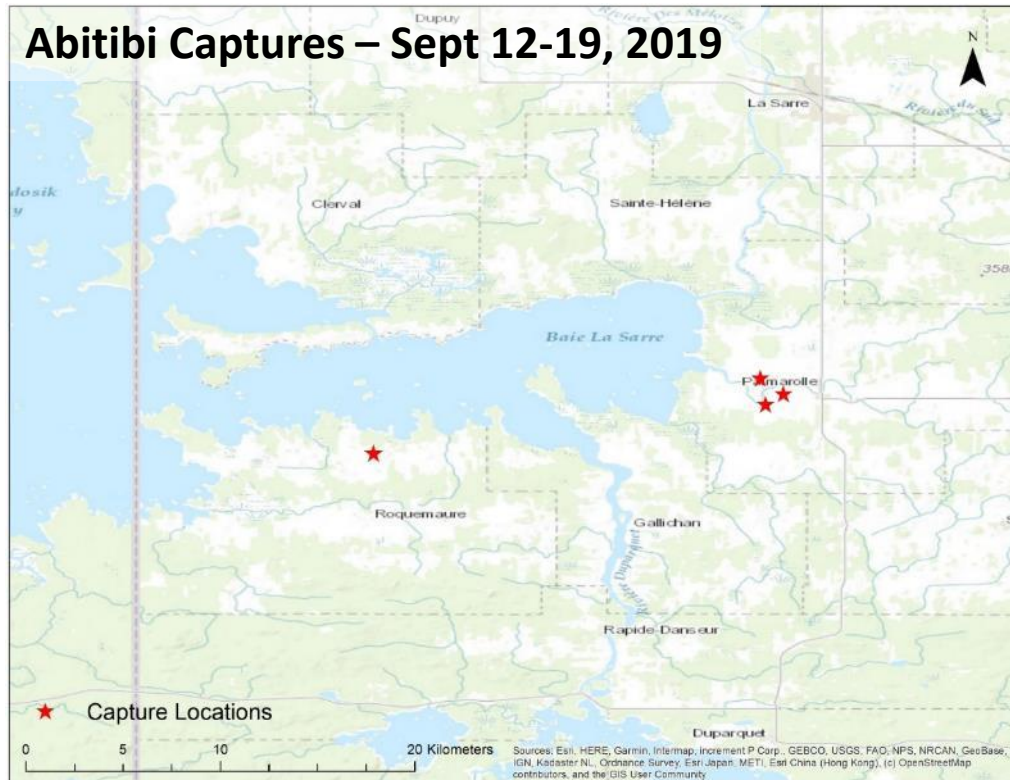 Abitibi Captures – Sept 12-19, 2019
Dupuy
N
La Sarre
Clerval
Sainte-Hélène
358
Baie La Sarre
Roquemaure
Gallichan
Rivière Duparquet
Rapide-Danseur
Capture Locations
Duparquet
0 5 10 20 Kilometers
Sources: Esri, HERE, Garmin, Intermap, increment P Corp., GEBCO, USGS, FAO, NPS, NRCAN, GeoBase,
IGN, Kadaster NL, Ordnance Survey, Esri Japan, METI, Esri China (Hong Kong), (c) OpenStreetMap
contributors, and the GIS User Community